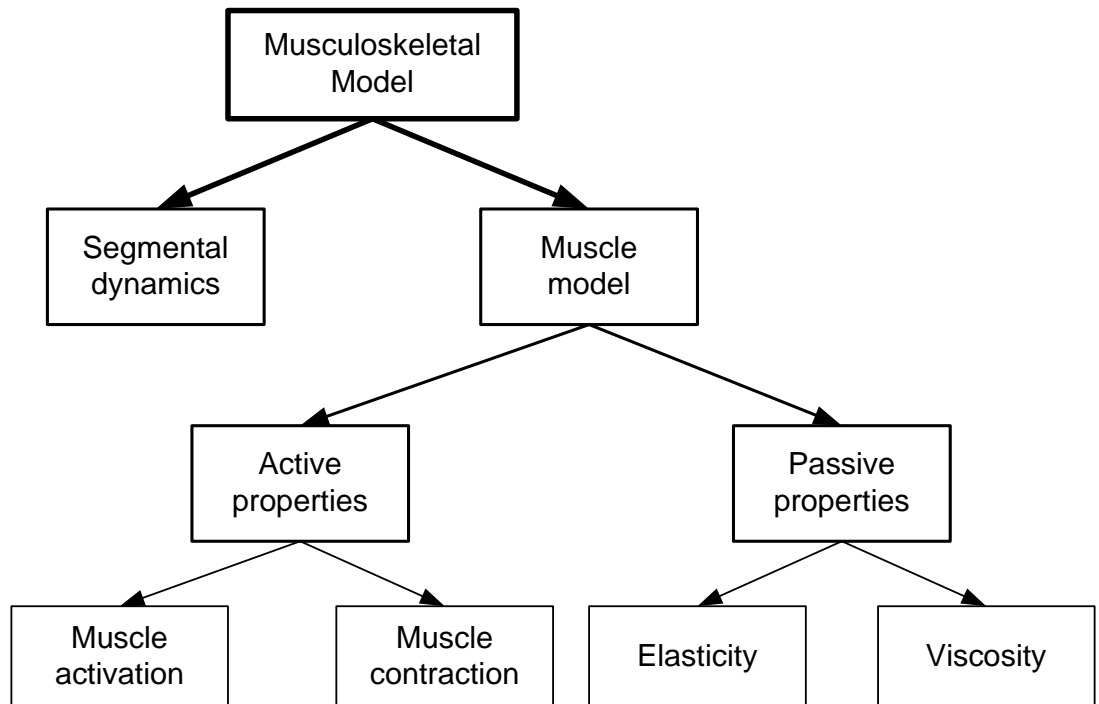 Musculoskeletal
Model
Segmental
dynamics
Muscle
model
Active
properties
Passive
properties
Muscle
activation
Muscle
contraction
Elasticity
Viscosity